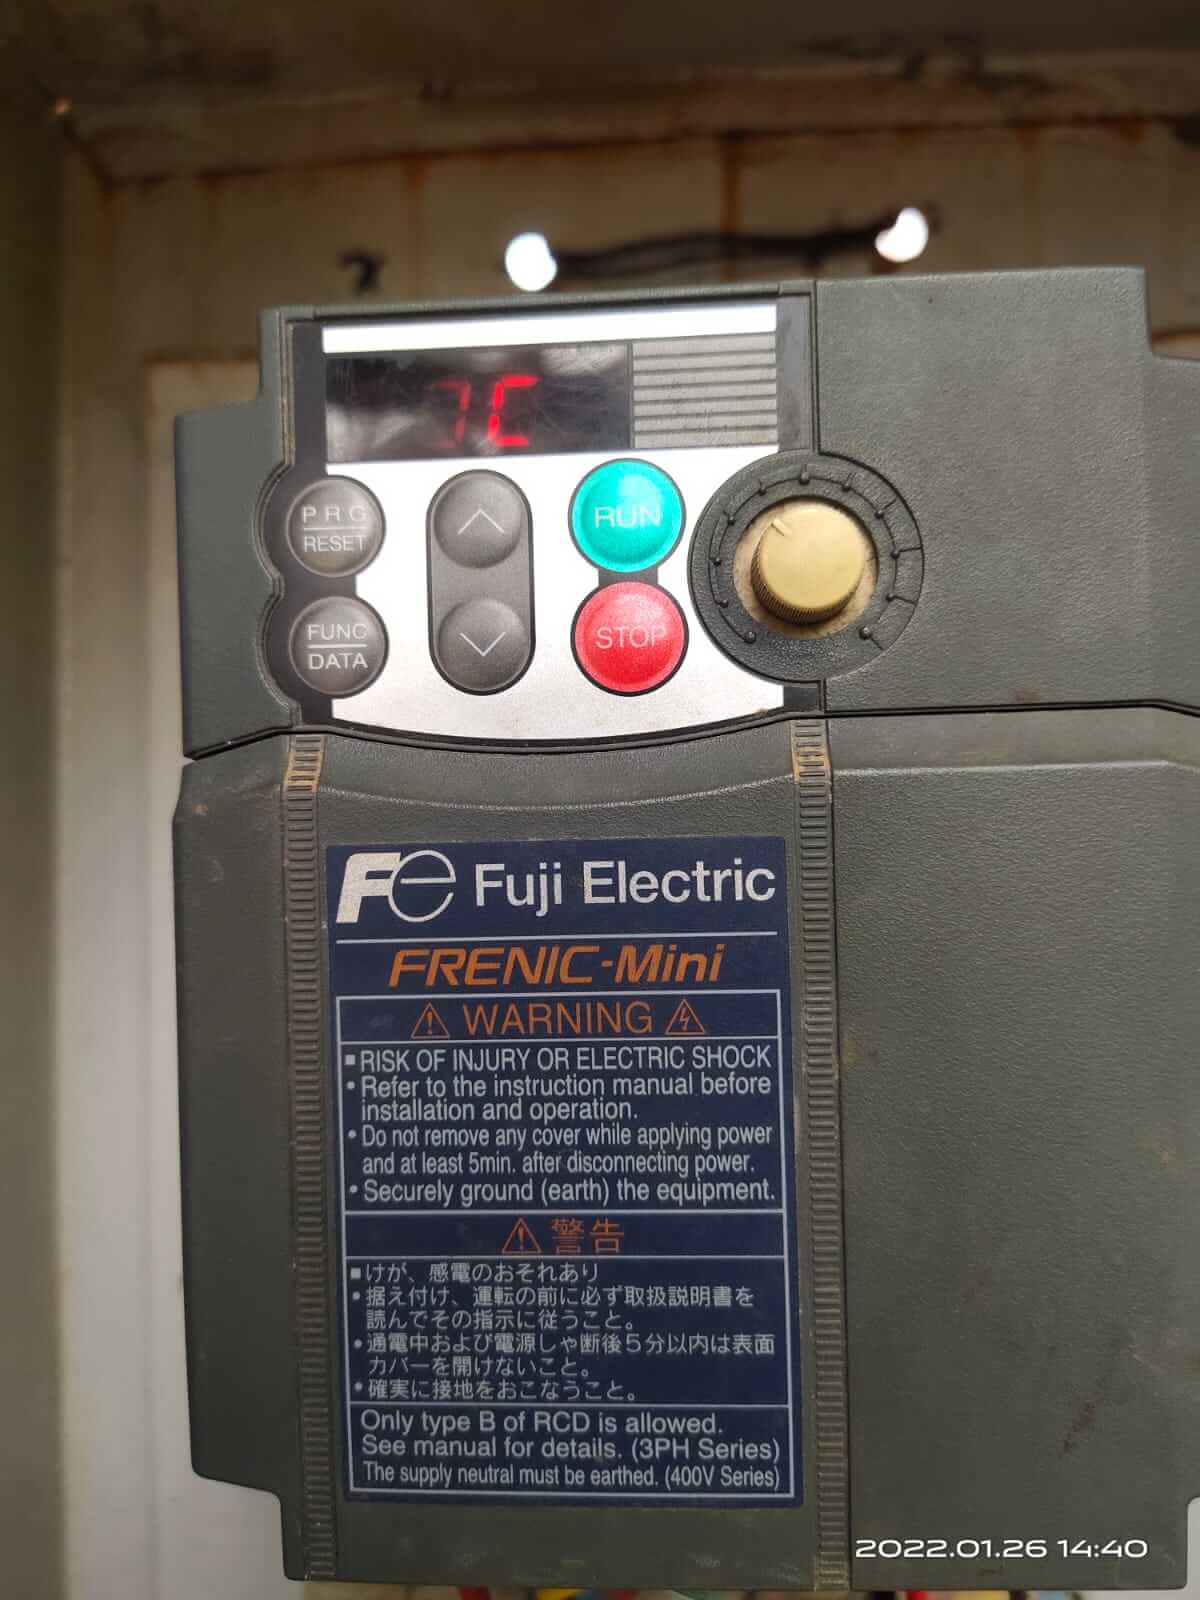 PRG
RESET
FUNC
DATA
RUN
STOP
Fe Fuji Electric
FRENIC-Mini
WARNING
▪RISK OF INJURY OR ELECTRIC SHOCK
•Refer to the instruction manual before
installation and operation.
•Do not remove any cover while applying power
and at least 5min. after disconnecting power.
•Securely ground (earth) the equipment.
警告
▪けが、感電のおそれあり
•据え付け、運転の前に必ず取扱説明書を
読んでその指示に従うこと。
•通電中および電源しゃ断後5分以内は表面
カバーを開けないこと。
•確実に接地をおこなうこと。
Only type B of RCD is allowed.
See manual for details. (3PH Series)
The supply neutral must be earthed. (400V Series)
2022.01.26 14:40